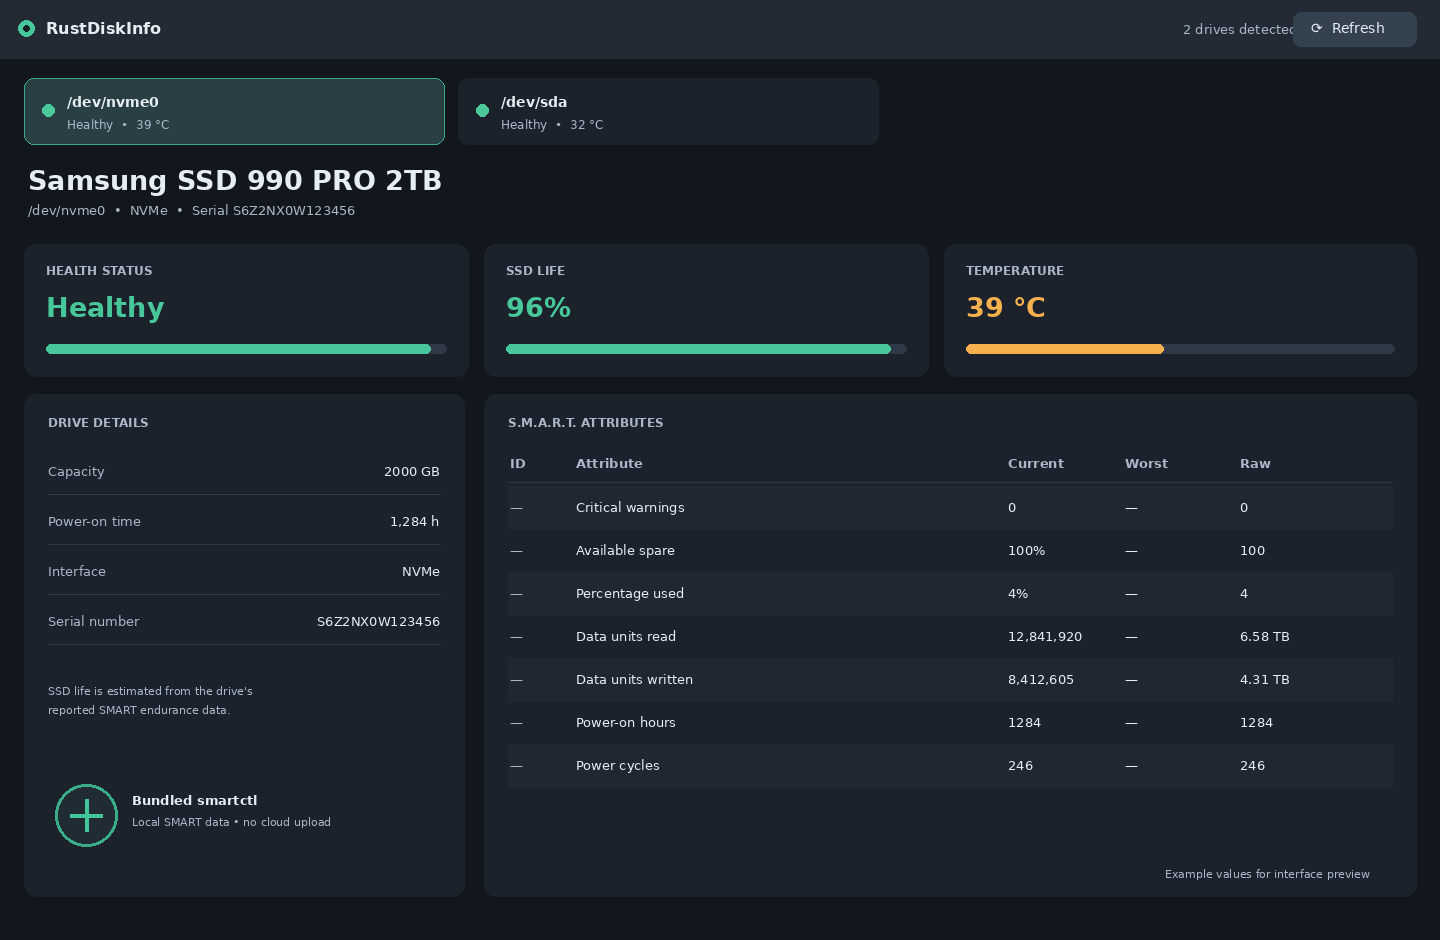 RustDiskInfo
2 drives detected
⟳ Refresh
/dev/nvme0
Healthy • 39 °C
/dev/sda
Healthy • 32 °C
Samsung SSD 990 PRO 2TB
/dev/nvme0 • NVMe • Serial S6Z2NX0W123456
HEALTH STATUS
Healthy
SSD LIFE
96%
TEMPERATURE
39 °C
DRIVE DETAILS
Capacity 2000 GB
Power-on time 1,284 h
Interface NVMe
Serial number S6Z2NX0W123456
SSD life is estimated from the drive's
reported SMART endurance data.
Bundled smartctl
Local SMART data • no cloud upload
S.M.A.R.T. ATTRIBUTES
ID Attribute Current Worst Raw
— Critical warnings 0 — 0
— Available spare 100% — 100
— Percentage used 4% — 4
— Data units read 12,841,920 — 6.58 TB
— Data units written 8,412,605 — 4.31 TB
— Power-on hours 1284 — 1284
— Power cycles 246 — 246
Example values for interface preview